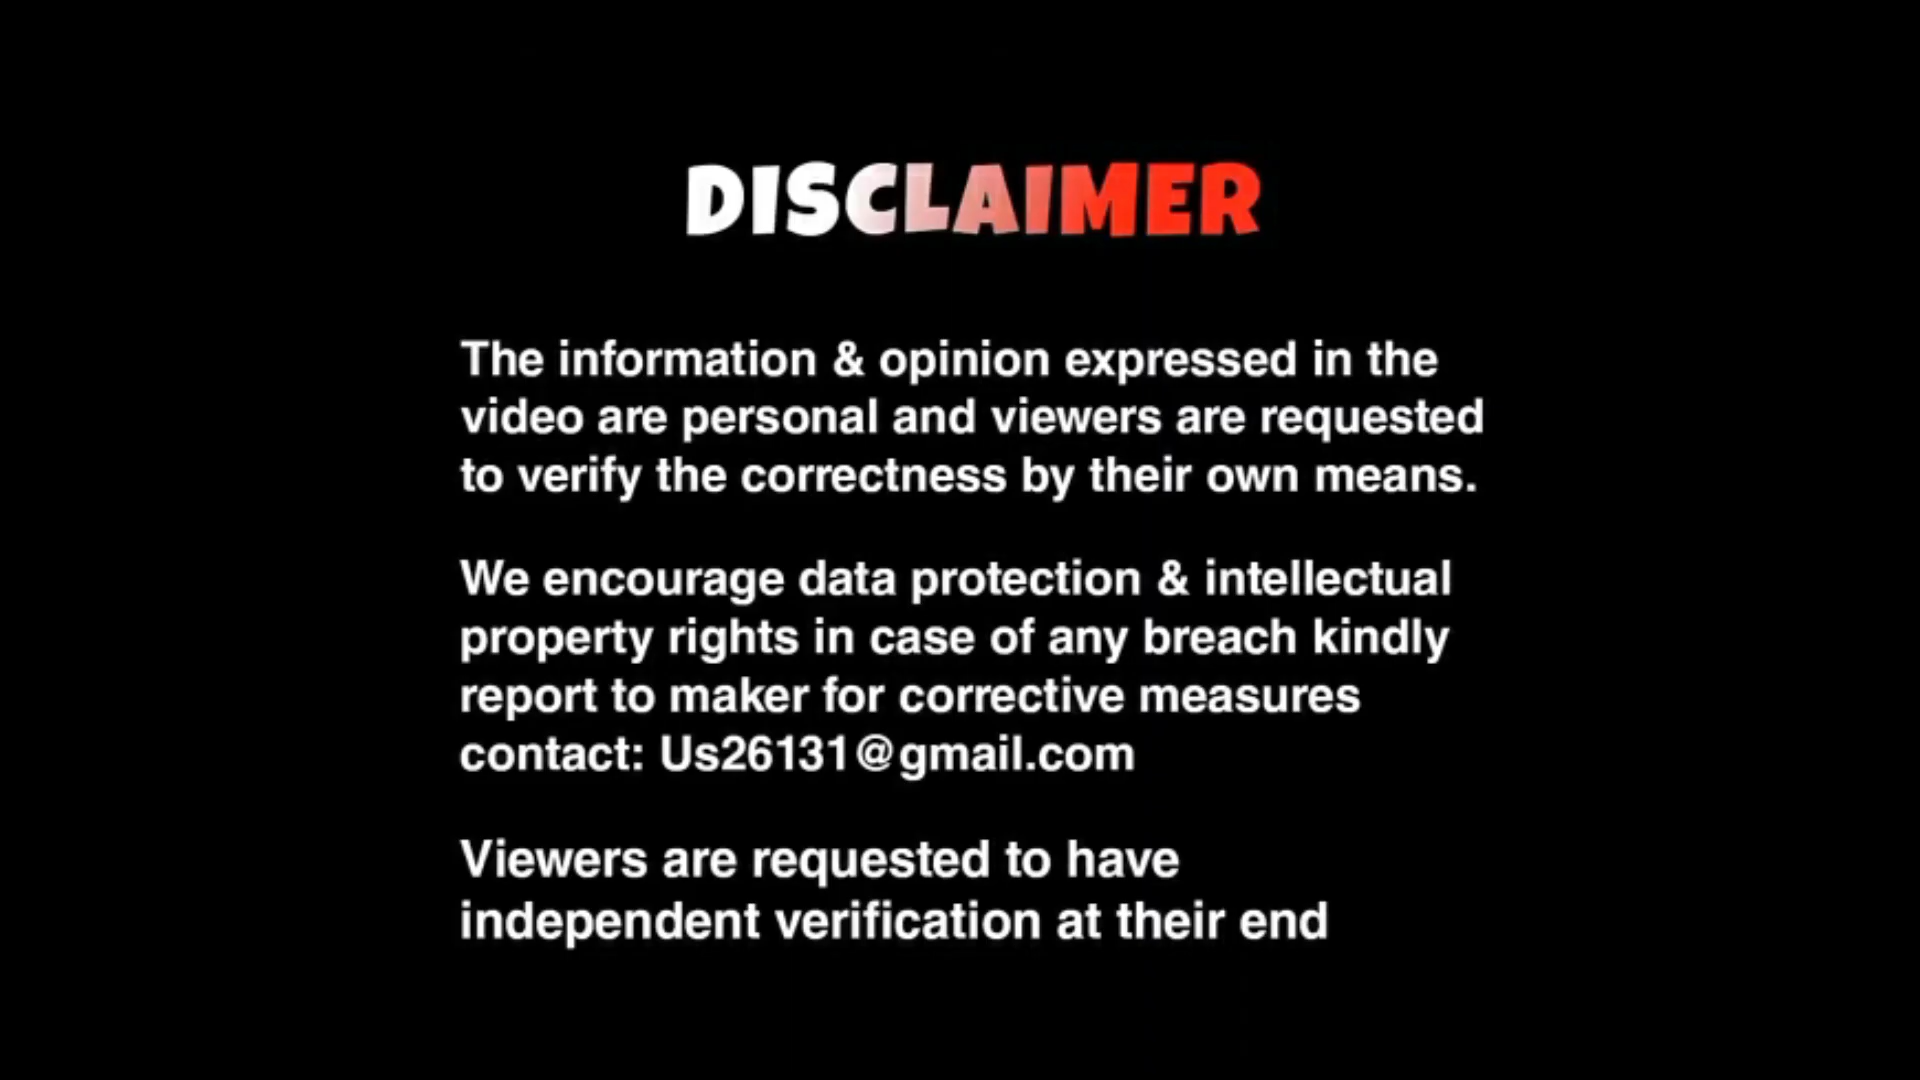 DISCLAIMER
The information & opinion expressed in the
video are personal and viewers are requested
to verify the correctness by their own means.
We encourage data protection & intellectual
property rights in case of any breach kindly
report to maker for corrective measures
contact: Us26131@gmail.com
Viewers are requested to have
independent verification at their end